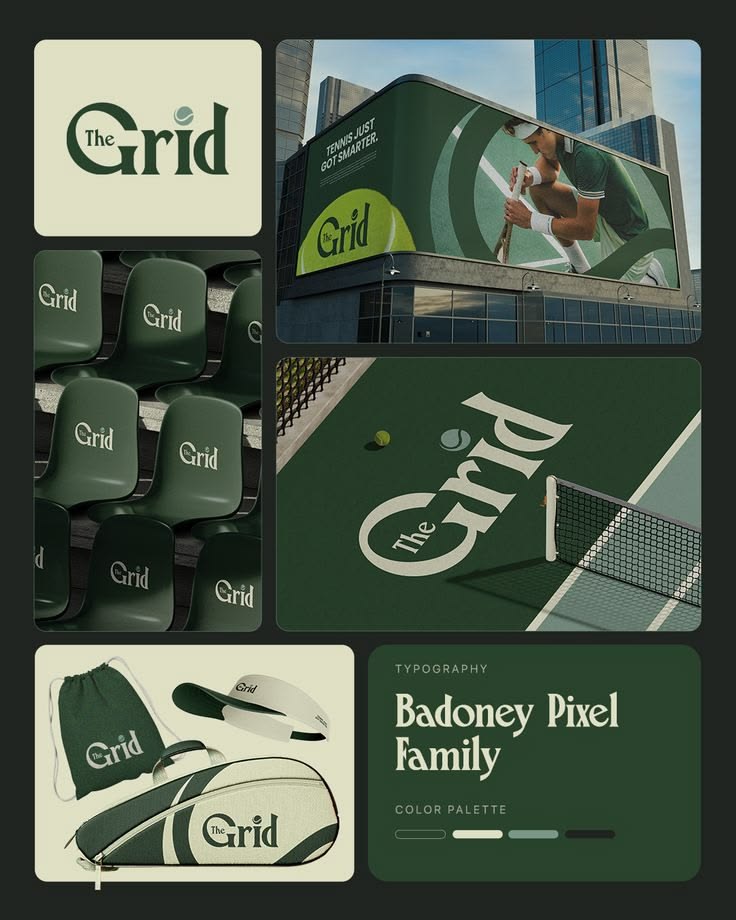 The
Grid
TENNIS JUST
GOT SMARTER.
The
Grid
The
Grid
The
Grid
The
Grid
The
Grid
The
Grid
The
Grid
The
Grid
Grid
The
Grid
The
Grid
TYPOGRAPHY
Badoney Pixel
Family
COLOR PALETTE